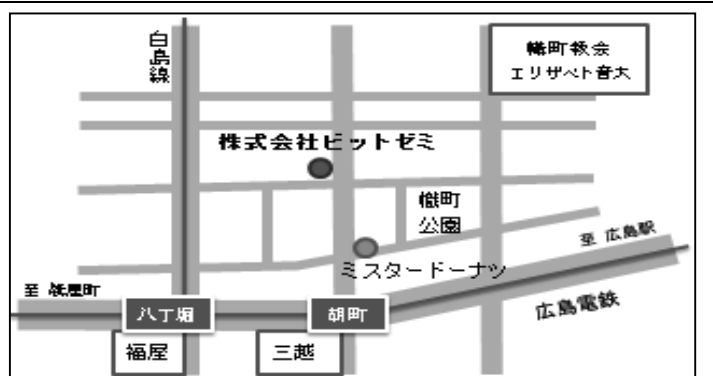 白島線
幟町教会
エリザベト音大
株式会社ビットゼミ
幟町
公園
至 広島駅
ミスタードーナツ
至 紙屋町
八丁堀
胡町
広島電鉄
福屋
三越